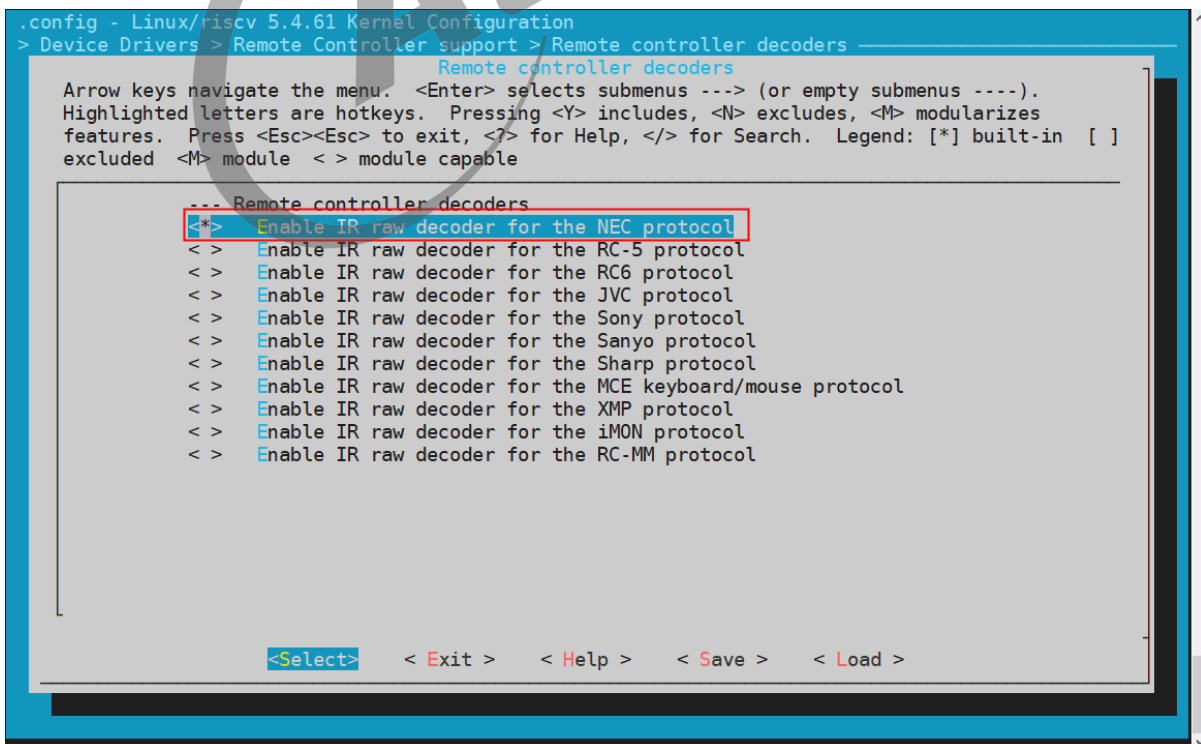 .config - Linux/riscv 5.4.61 Kernel Configuration
> Device Drivers > Remote Controller support > Remote controller decoders
Remote controller decoders
Arrow keys navigate the menu. <Enter> selects submenus ---> (or empty submenus ----).
Highlighted letters are hotkeys. Pressing <Y> includes, <N> excludes, <M> modularizes
features. Press <Esc><Esc> to exit, <?> for Help, </> for Search. Legend: [*] built-in [ ]
excluded <M> module < > module capable
--- Remote controller decoders
<*> Enable IR raw decoder for the NEC protocol
< > Enable IR raw decoder for the RC-5 protocol
< > Enable IR raw decoder for the RC6 protocol
< > Enable IR raw decoder for the JVC protocol
< > Enable IR raw decoder for the Sony protocol
< > Enable IR raw decoder for the Sanyo protocol
< > Enable IR raw decoder for the Sharp protocol
< > Enable IR raw decoder for the MCE keyboard/mouse protocol
< > Enable IR raw decoder for the XMP protocol
< > Enable IR raw decoder for the iMON protocol
< > Enable IR raw decoder for the RC-MM protocol
<Select> < Exit > < Help > < Save > < Load >